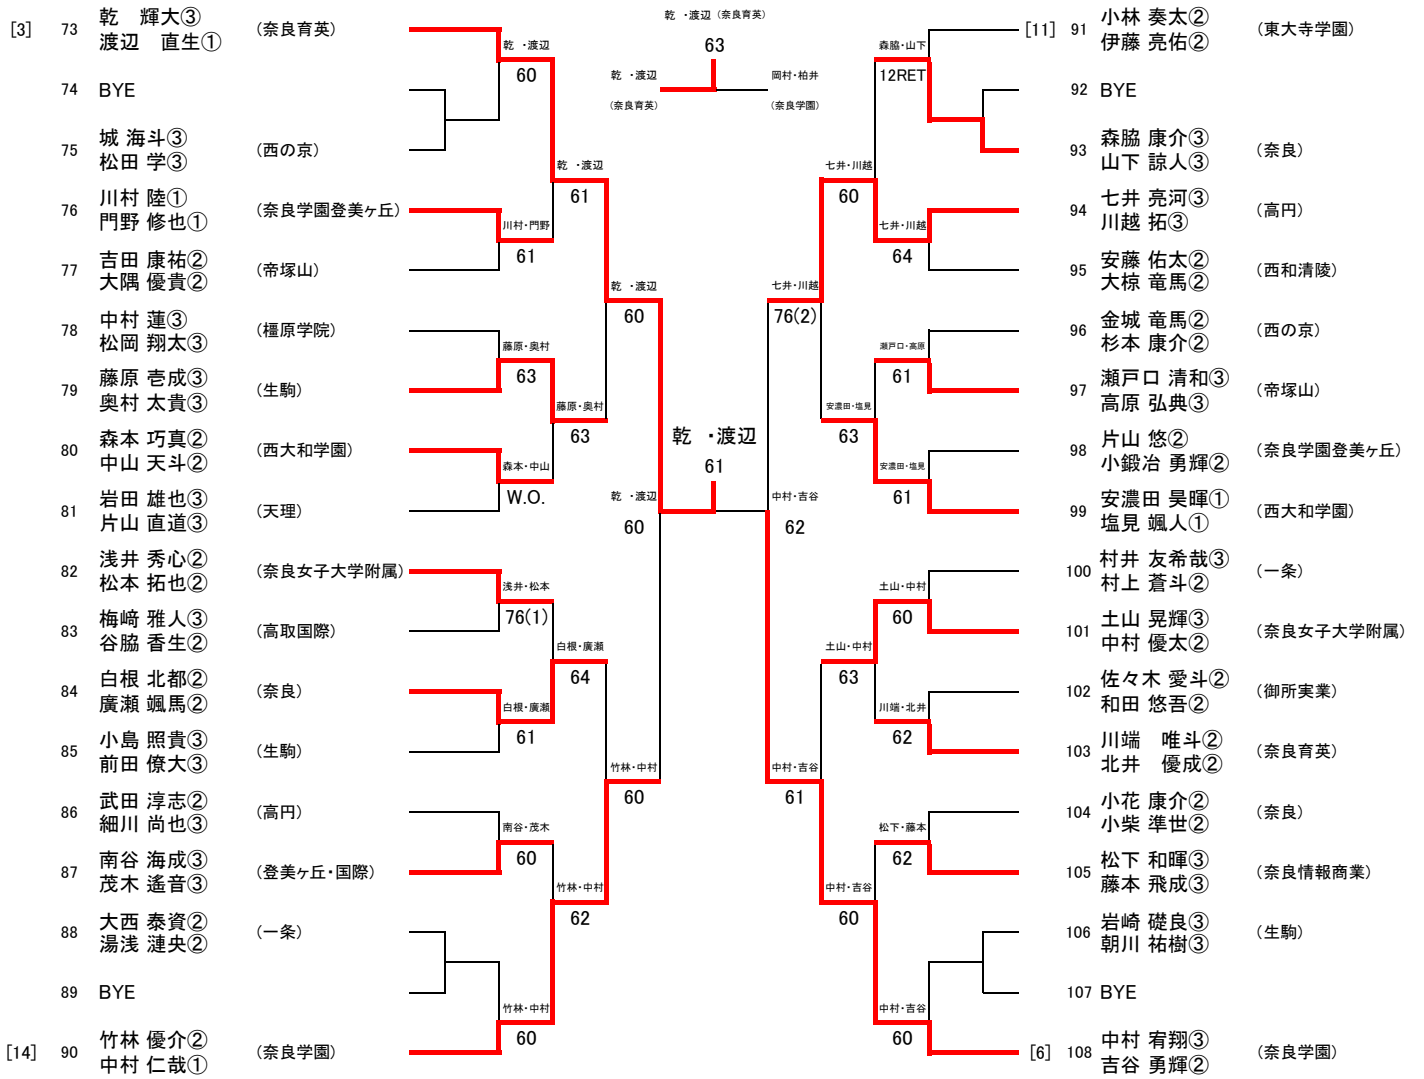 [3] 73 乾　輝大③
渡辺　直生① (奈良育英)
74 BYE
75 城 海斗③
松田 学③ (西の京)
76 川村 陸①
門野 修也① (奈良学園登美ヶ丘)
77 吉田 康祐②
大隅 優貴② (帝塚山)
78 中村 蓮③
松岡 翔太③ (橿原学院)
79 藤原 壱成③
奥村 太貴③ (生駒)
80 森本 巧真②
中山 天斗② (西大和学園)
81 岩田 雄也③
片山 直道③ (天理)
82 浅井 秀心②
松本 拓也② (奈良女子大学附属)
83 梅﨑 雅人③
谷脇 香生② (高取国際)
84 白根 北都②
廣瀬 颯馬② (奈良)
85 小島 照貴③
前田 僚大③ (生駒)
86 武田 淳志②
細川 尚也③ (高円)
87 南谷 海成③
茂木 遙音③ (登美ヶ丘・国際)
88 大西 泰資②
湯浅 漣央② (一条)
89 BYE
[14] 90 竹林 優介②
中村 仁哉① (奈良学園)
乾 ・渡辺
60
川村・門野
61
藤原・奥村
63
森本・中山
W.O.
浅井・松本
76(1)
白根・廣瀬
61
南谷・茂木
60
竹林・中村
60
乾 ・渡辺
61
藤原・奥村
63
白根・廣瀬
64
竹林・中村
62
乾 ・渡辺
60
竹林・中村
60
乾 ・渡辺
60
乾 ・渡辺 (奈良育英)
63
乾 ・渡辺
(奈良育英)
岡村・柏井
(奈良学園)
乾 ・渡辺
61
中村・吉谷
62
七井・川越
76(2)
中村・吉谷
61
七井・川越
60
安濃田・塩見
63
土山・中村
63
中村・吉谷
60
森脇・山下
12RET
七井・川越
64
瀬戸口・高原
61
安濃田・塩見
61
土山・中村
60
川端・北井
62
松下・藤本
62
中村・吉谷
60
[11] 91 小林 奏太②
伊藤 亮佑② (東大寺学園)
92 BYE
93 森脇 康介③
山下 諒人③ (奈良)
94 七井 亮河③
川越 拓③ (高円)
95 安藤 佑太②
大椋 竜馬② (西和清陵)
96 金城 竜馬②
杉本 康介② (西の京)
97 瀬戸口 清和③
高原 弘典③ (帝塚山)
98 片山 悠②
小鍛冶 勇輝② (奈良学園登美ヶ丘)
99 安濃田 昊暉①
塩見 颯人① (西大和学園)
100 村井 友希哉③
村上 蒼斗② (一条)
101 土山 晃輝③
中村 優太② (奈良女子大学附属)
102 佐々木 愛斗②
和田 悠吾② (御所実業)
103 川端　唯斗②
北井　優成② (奈良育英)
104 小花 康介②
小柴 準世② (奈良)
105 松下 和暉③
藤本 飛成③ (奈良情報商業)
106 岩崎 礎良③
朝川 祐樹③ (生駒)
107 BYE
[6] 108 中村 宥翔③
吉谷 勇輝② (奈良学園)